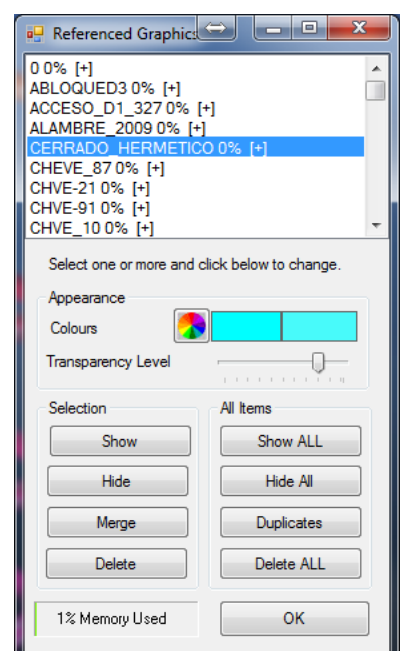 Referenced Graphics
0 0% [+]
ABLOQUED3 0% [+]
ACCESO_D1_327 0% [+]
ALAMBRE_2009 0% [+]
CERRADO_HERMETICO 0% [+]
CHEVE_87 0% [+]
CHVE-21 0% [+]
CHVE-91 0% [+]
CHVE_10 0% [+]
Select one or more and click below to change.
Appearance
Colours
Transparency Level
Selection
All Items
Show
Show ALL
Hide
Hide All
Merge
Duplicates
Delete
Delete ALL
1% Memory Used
OK